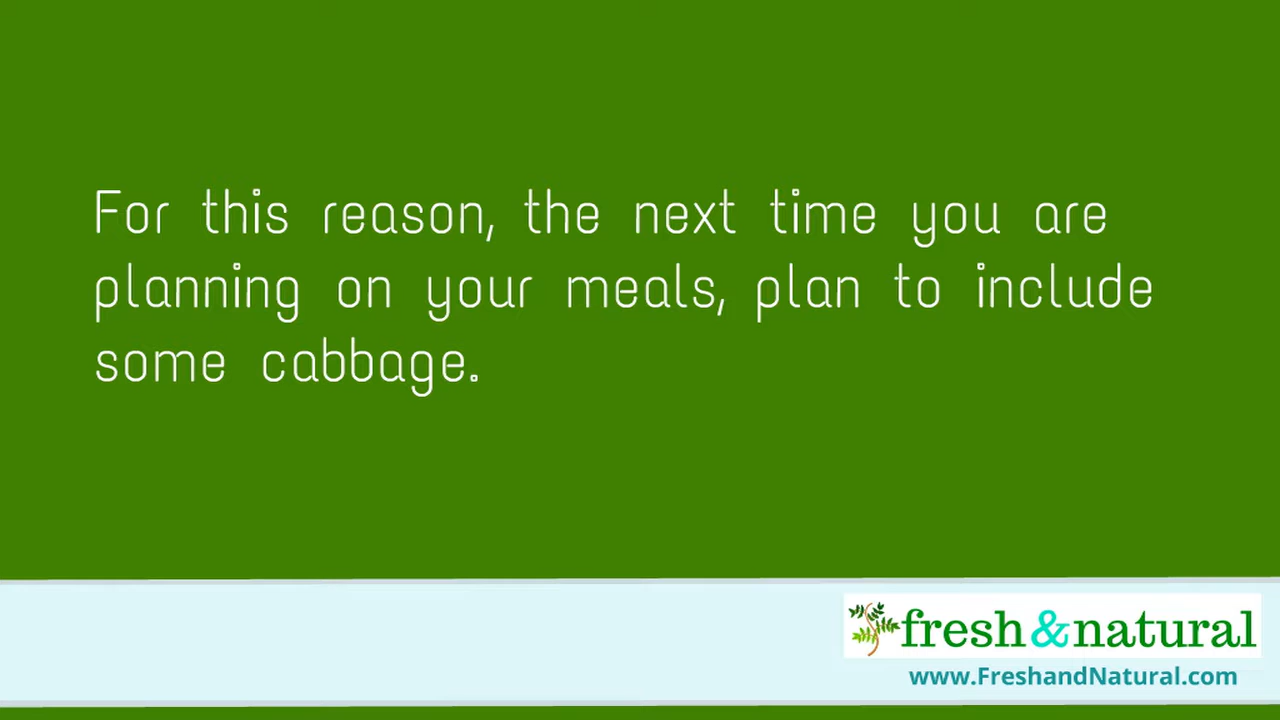 For this reason, the next time you are
planning on your meals, plan to include
some cabbage.
fresh&natural
www.FreshandNatural.com